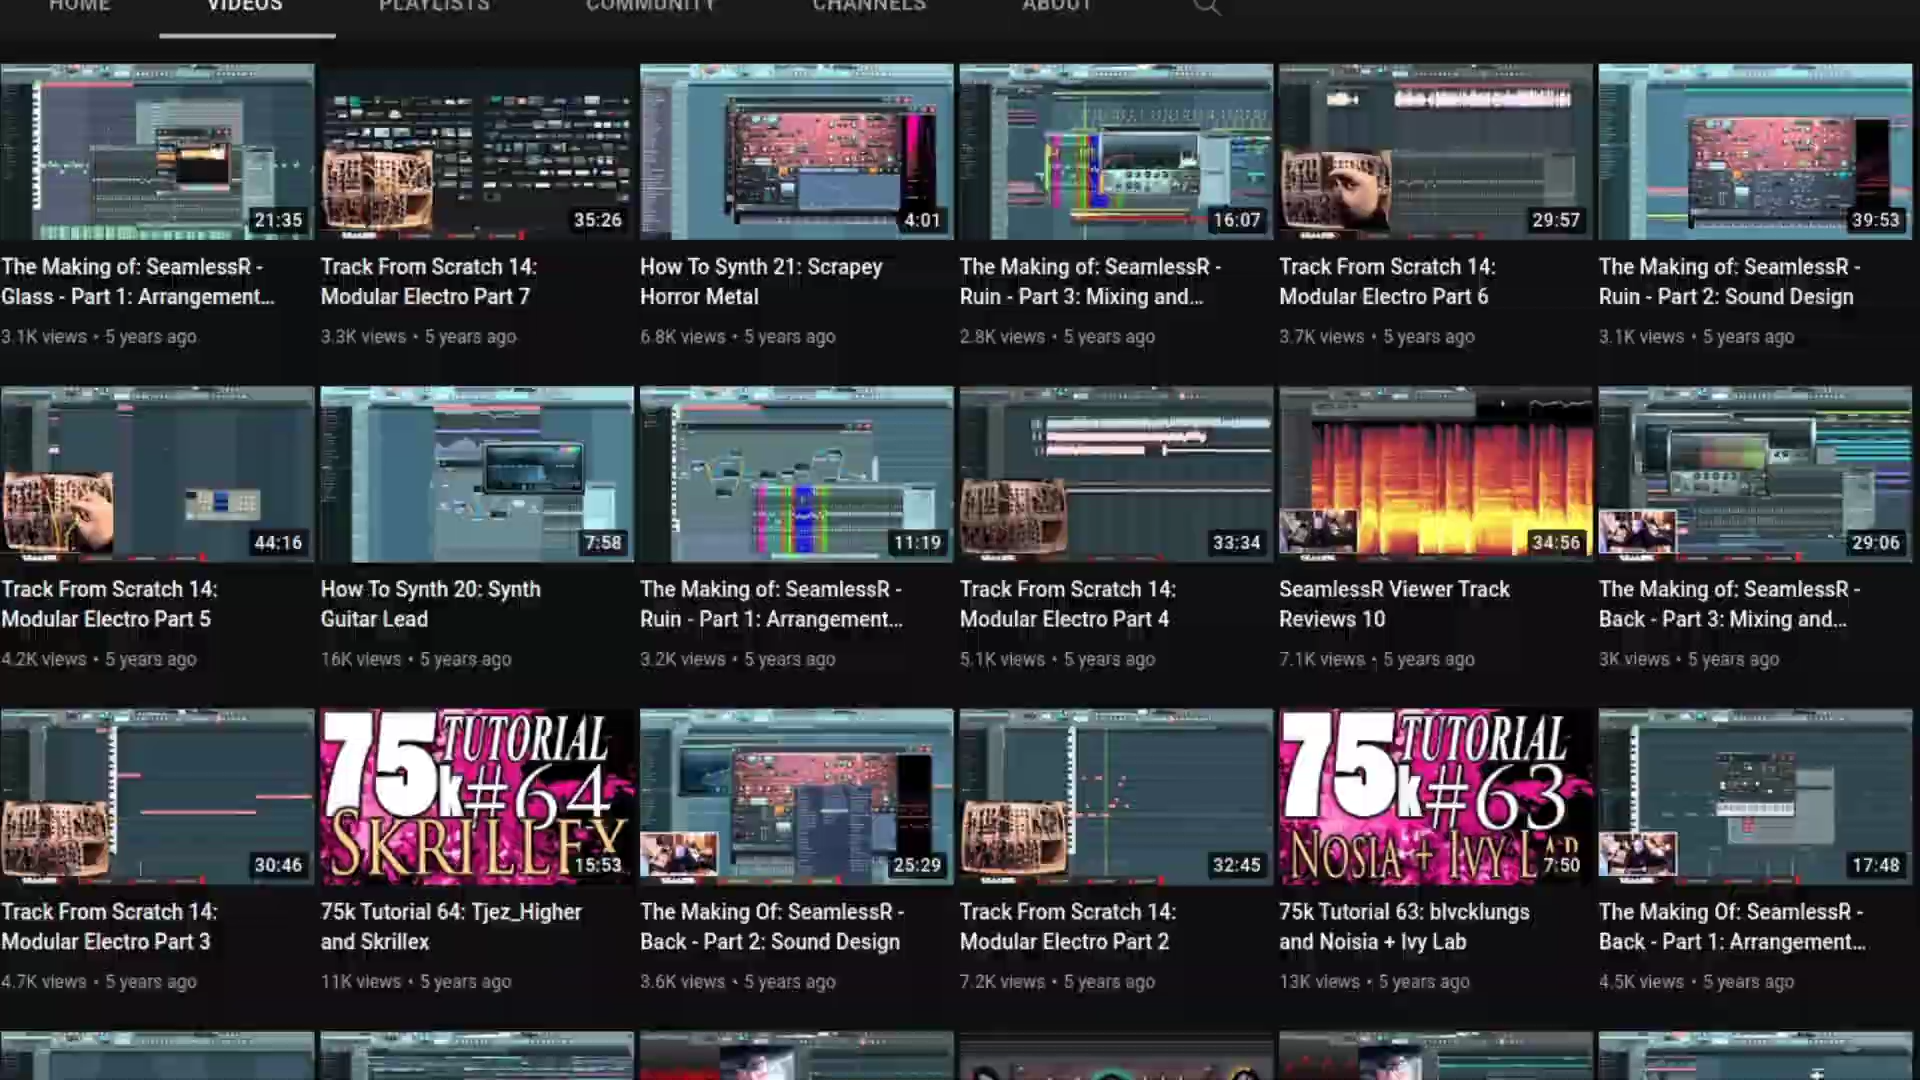 HOME VIDEOS PLAYLISTS COMMUNITY CHANNELS ABOUT
21:35 35:26 4:01 16:07 29:57 39:53
The Making of: SeamlessR -
Glass - Part 1: Arrangement...
3.1K views • 5 years ago
Track From Scratch 14:
Modular Electro Part 7
3.3K views • 5 years ago
How To Synth 21: Scrapey
Horror Metal
6.8K views • 5 years ago
The Making of: SeamlessR -
Ruin - Part 3: Mixing and...
2.8K views • 5 years ago
Track From Scratch 14:
Modular Electro Part 6
3.7K views • 5 years ago
The Making of: SeamlessR -
Ruin - Part 2: Sound Design
3.1K views • 5 years ago
44:16 7:58 11:19 33:34 34:56 29:06
Track From Scratch 14:
Modular Electro Part 5
4.2K views • 5 years ago
How To Synth 20: Synth
Guitar Lead
16K views • 5 years ago
The Making of: SeamlessR -
Ruin - Part 1: Arrangement...
3.2K views • 5 years ago
Track From Scratch 14:
Modular Electro Part 4
5.1K views • 5 years ago
SeamlessR Viewer Track
Reviews 10
7.1K views • 5 years ago
The Making of: SeamlessR -
Back - Part 3: Mixing and...
3K views • 5 years ago
30:46
75k TUTORIAL
#64
SKRILLEX
15:53
25:29
32:45
75k TUTORIAL
#63
NOSIA + IVY LAB
7:50
17:48
Track From Scratch 14:
Modular Electro Part 3
4.7K views • 5 years ago
75k Tutorial 64: Tjez_Higher
and Skrillex
11K views • 5 years ago
The Making Of: SeamlessR -
Back - Part 2: Sound Design
3.6K views • 5 years ago
Track From Scratch 14:
Modular Electro Part 2
7.2K views • 5 years ago
75k Tutorial 63: blvcklungs
and Noisia + Ivy Lab
13K views • 5 years ago
The Making Of: SeamlessR -
Back - Part 1: Arrangement...
4.5K views • 5 years ago